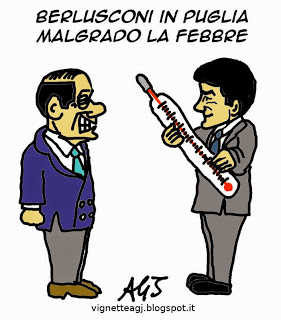 BERLUSCONI IN PUGLIA
MALGRADO LA FEBBRE
AGJ
vignetteagj.blogspot.it